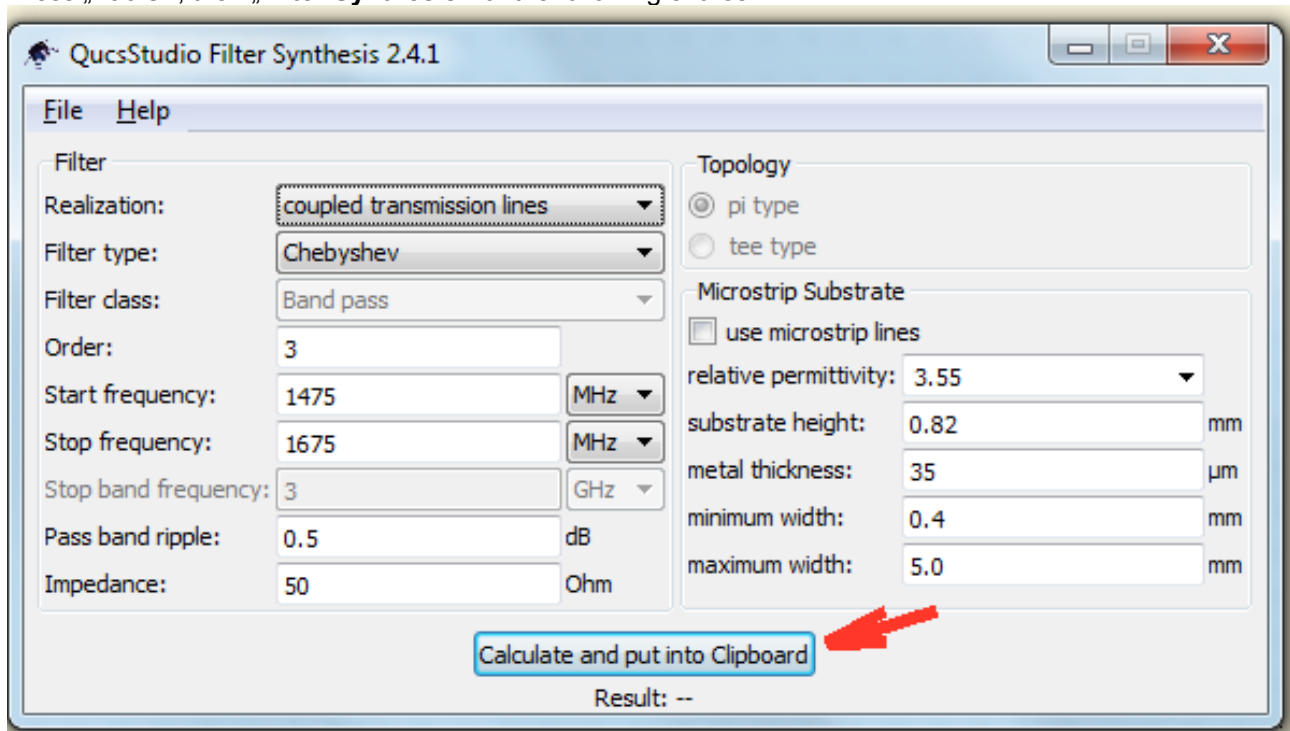 QucsStudio Filter Synthesis 2.4.1
File Help
Filter
Realization: coupled transmission lines
Filter type: Chebyshev
Filter class: Band pass
Order: 3
Start frequency: 1475 MHz
Stop frequency: 1675 MHz
Stop band frequency: 3 GHz
Pass band ripple: 0.5 dB
Impedance: 50 Ohm
Topology
pi type
tee type
Microstrip Substrate
use microstrip lines
relative permittivity: 3.55
substrate height: 0.82 mm
metal thickness: 35 µm
minimum width: 0.4 mm
maximum width: 5.0 mm
Calculate and put into Clipboard
Result: --